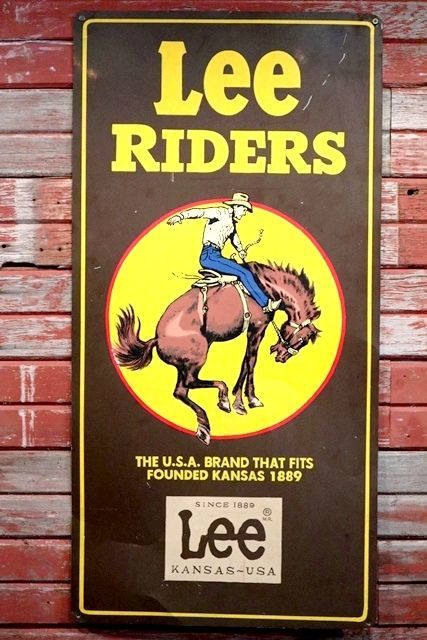 Lee
RIDERS
THE U.S.A. BRAND THAT FITS
FOUNDED KANSAS 1889
SINCE 1889
Lee ®
M.R.
KANSAS~USA